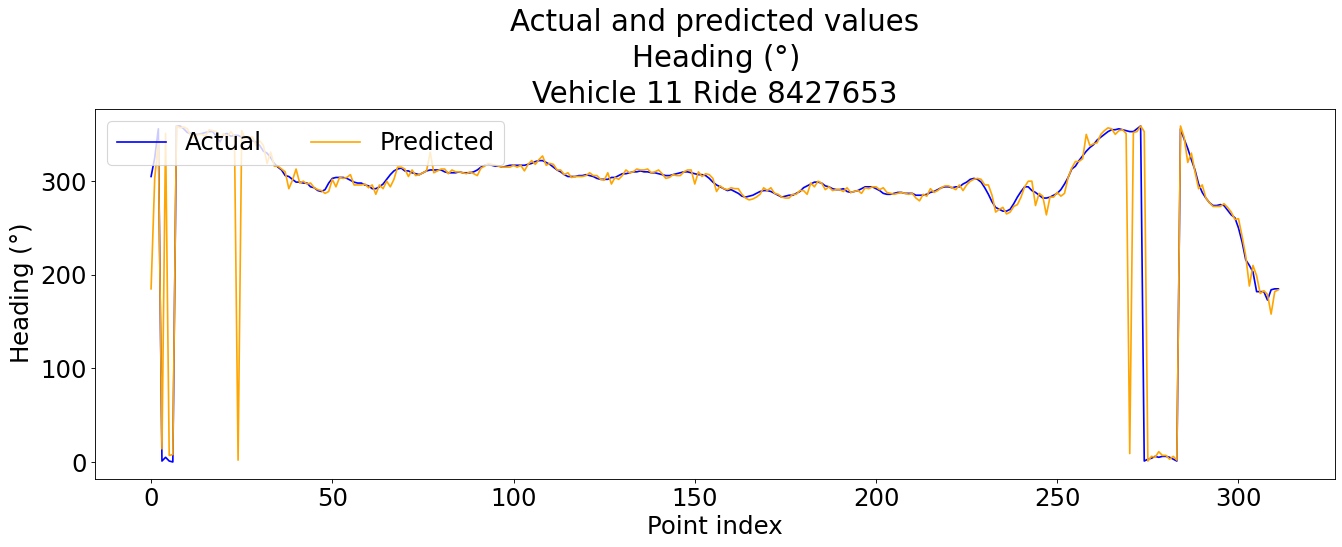 Actual and predicted values
Heading (°)
Vehicle 11 Ride 8427653
Actual Predicted
Heading (°)
300
200
100
0
0 50 100 150 200 250 300
Point index